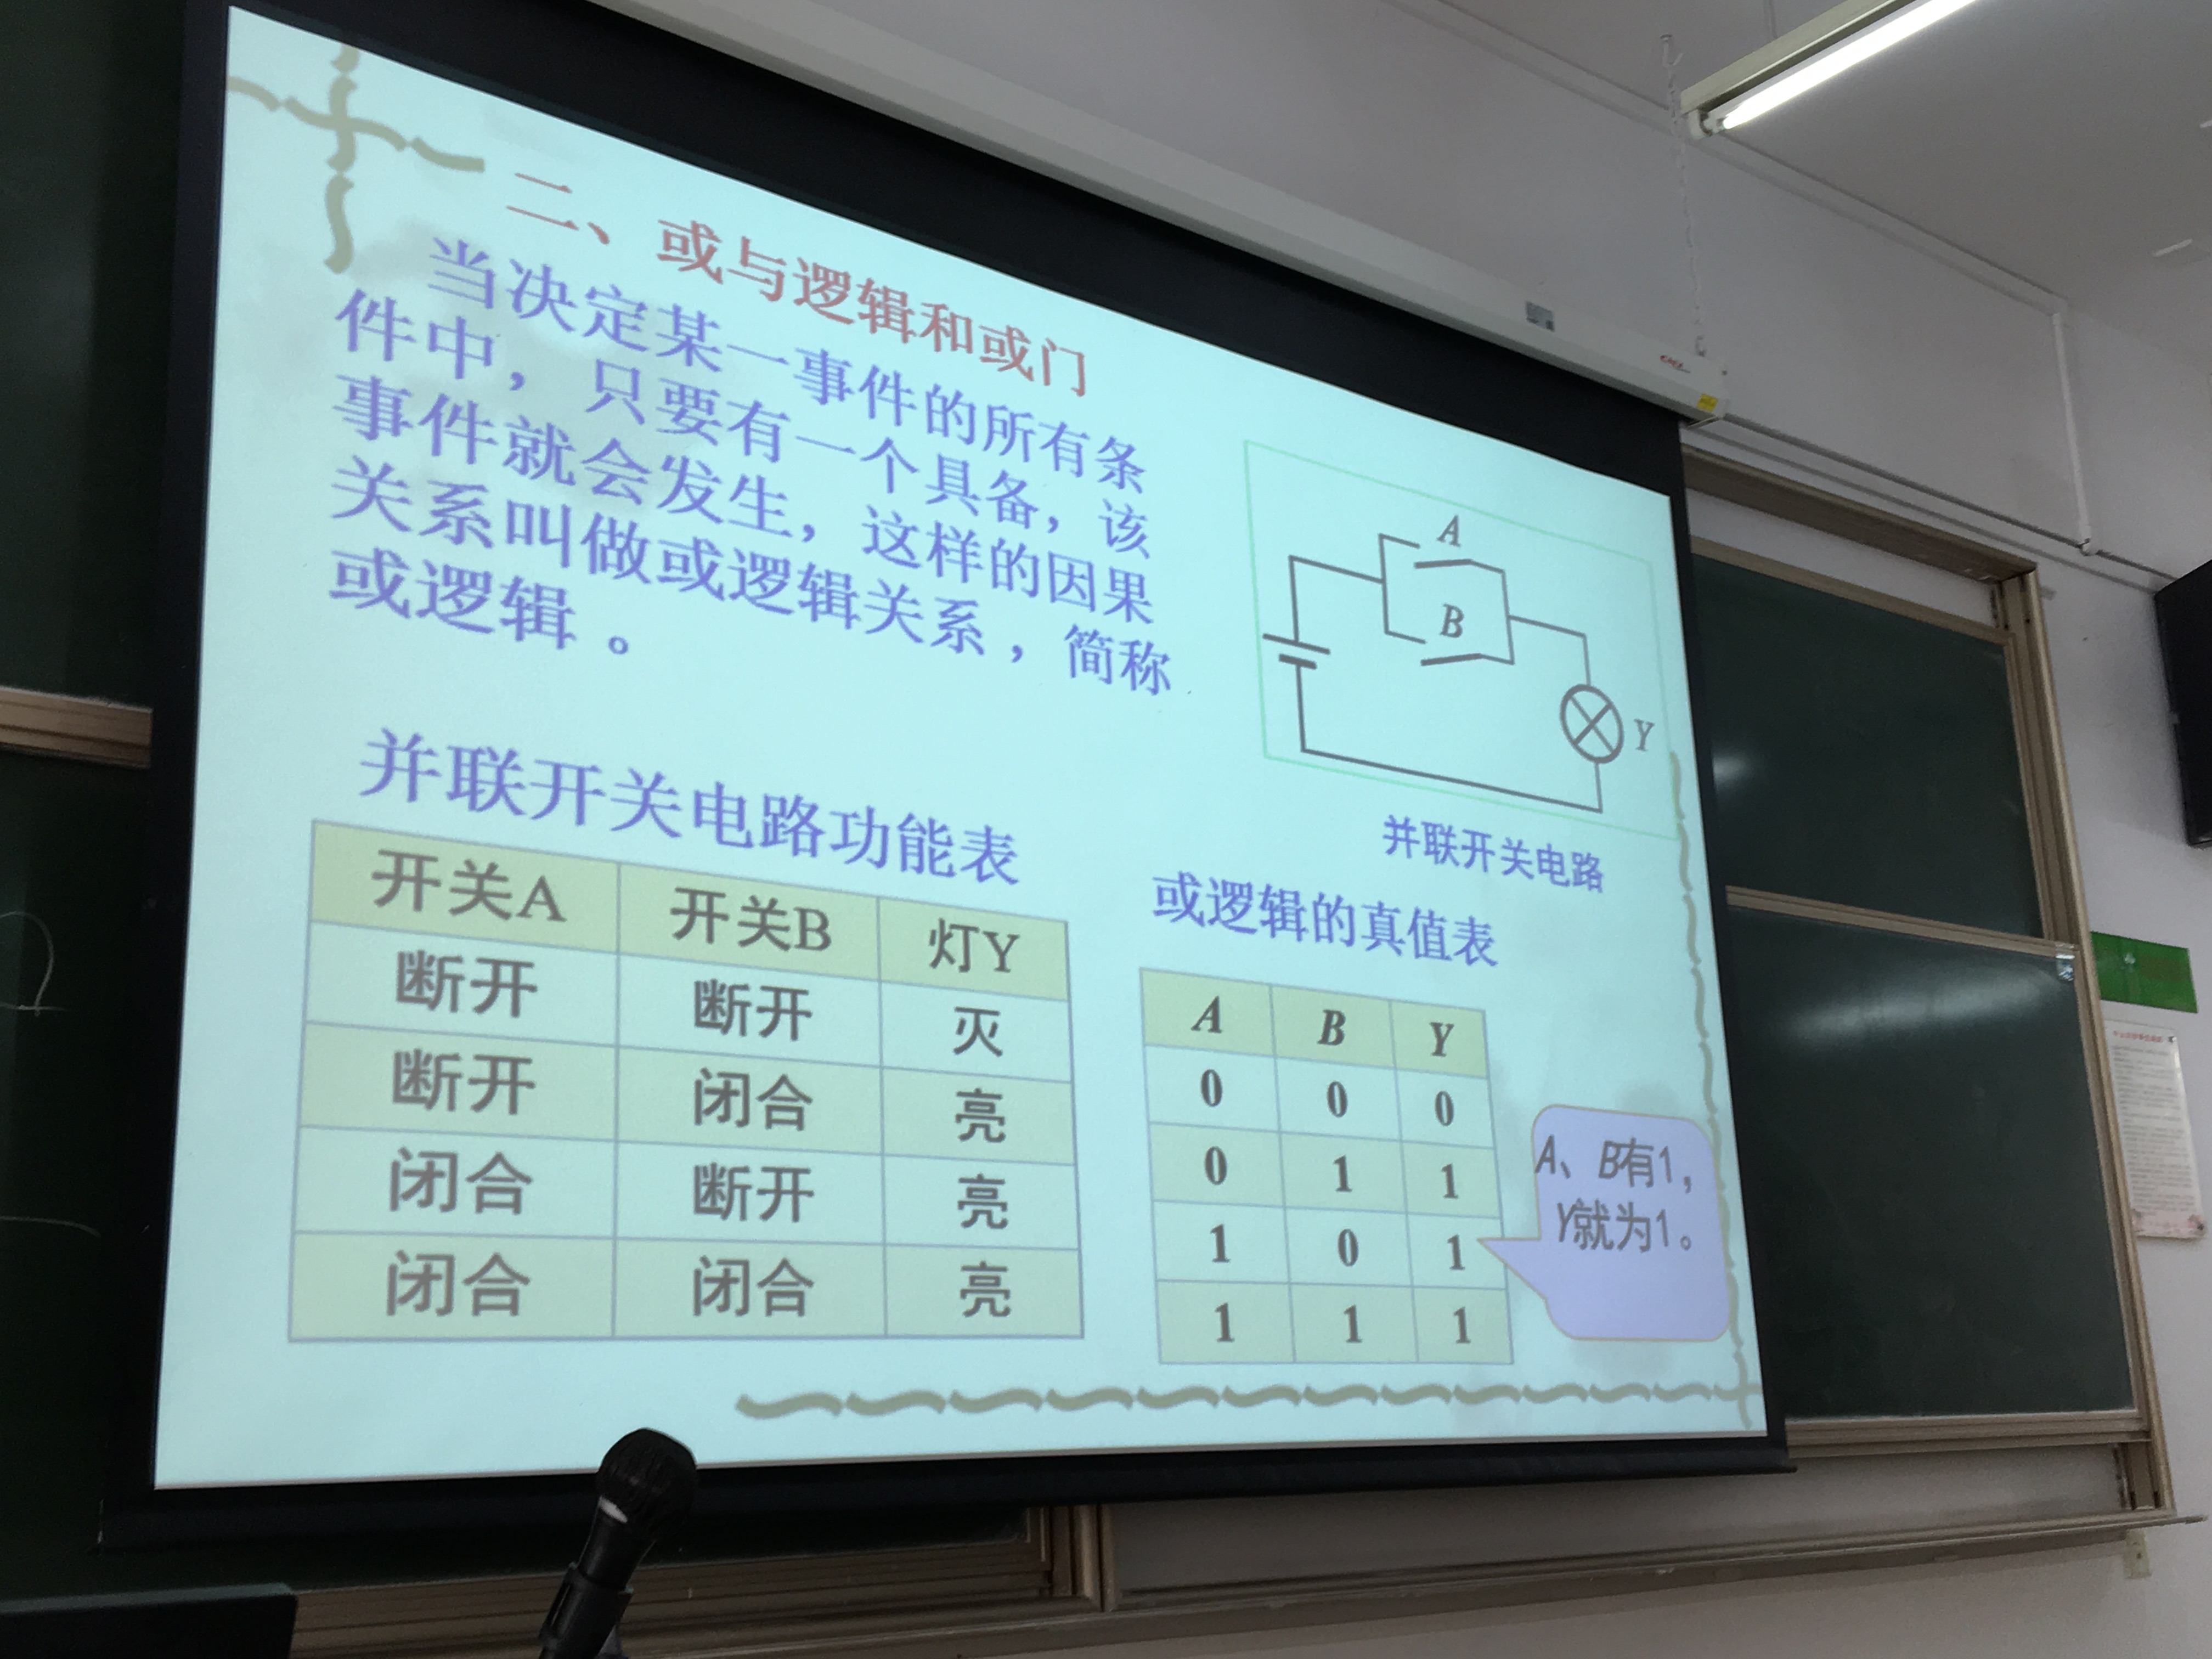 二、或与逻辑和或门
当决定某一事件的所有条
件中，只要有一个具备，该
事件就会发生，这样的因果
关系叫做或逻辑关系，简称
或逻辑。
A
B
Y
并联开关电路
并联开关电路功能表
开关A 开关B 灯Y
断开 断开 灭
断开 闭合 亮
闭合 断开 亮
闭合 闭合 亮
或逻辑的真值表
A B Y
0 0 0
0 1 1
1 0 1
1 1 1
A、B有1，
Y就为1。